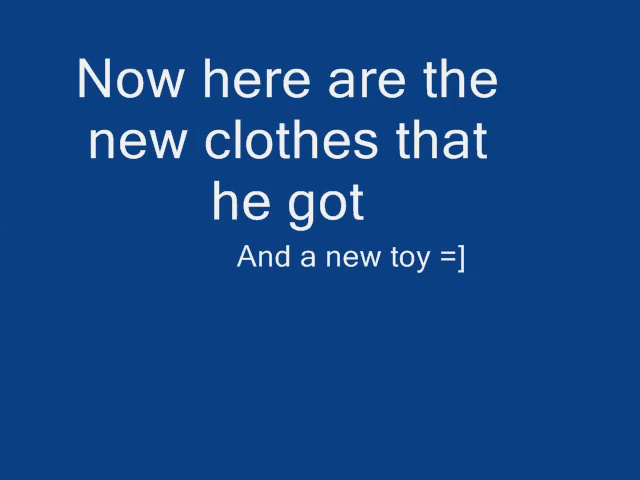 Now here are the
new clothes that
he got
And a new toy =]